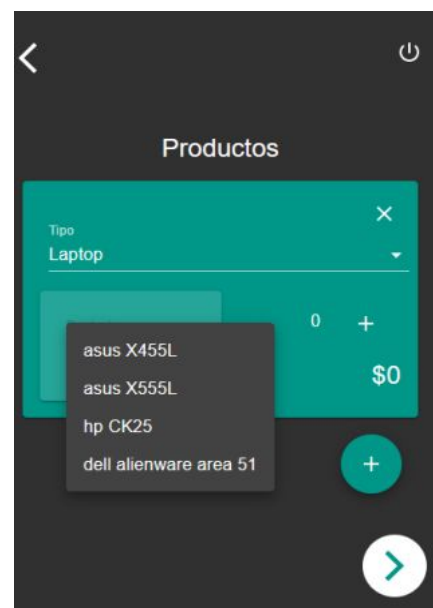 Productos
Tipo
Laptop
0 +
$0
asus X455L
asus X555L
hp CK25
dell alienware area 51
+